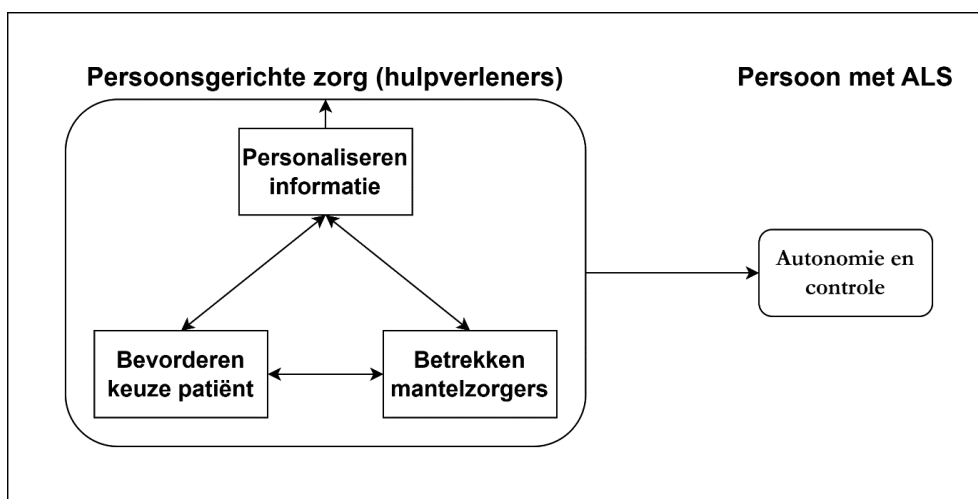 Persoonsgerichte zorg (hulpverleners)
Persoon met ALS
Personaliseren
informatie
Autonomie en
controle
Bevorderen
keuze patiënt
Betrekken
mantelzorgers